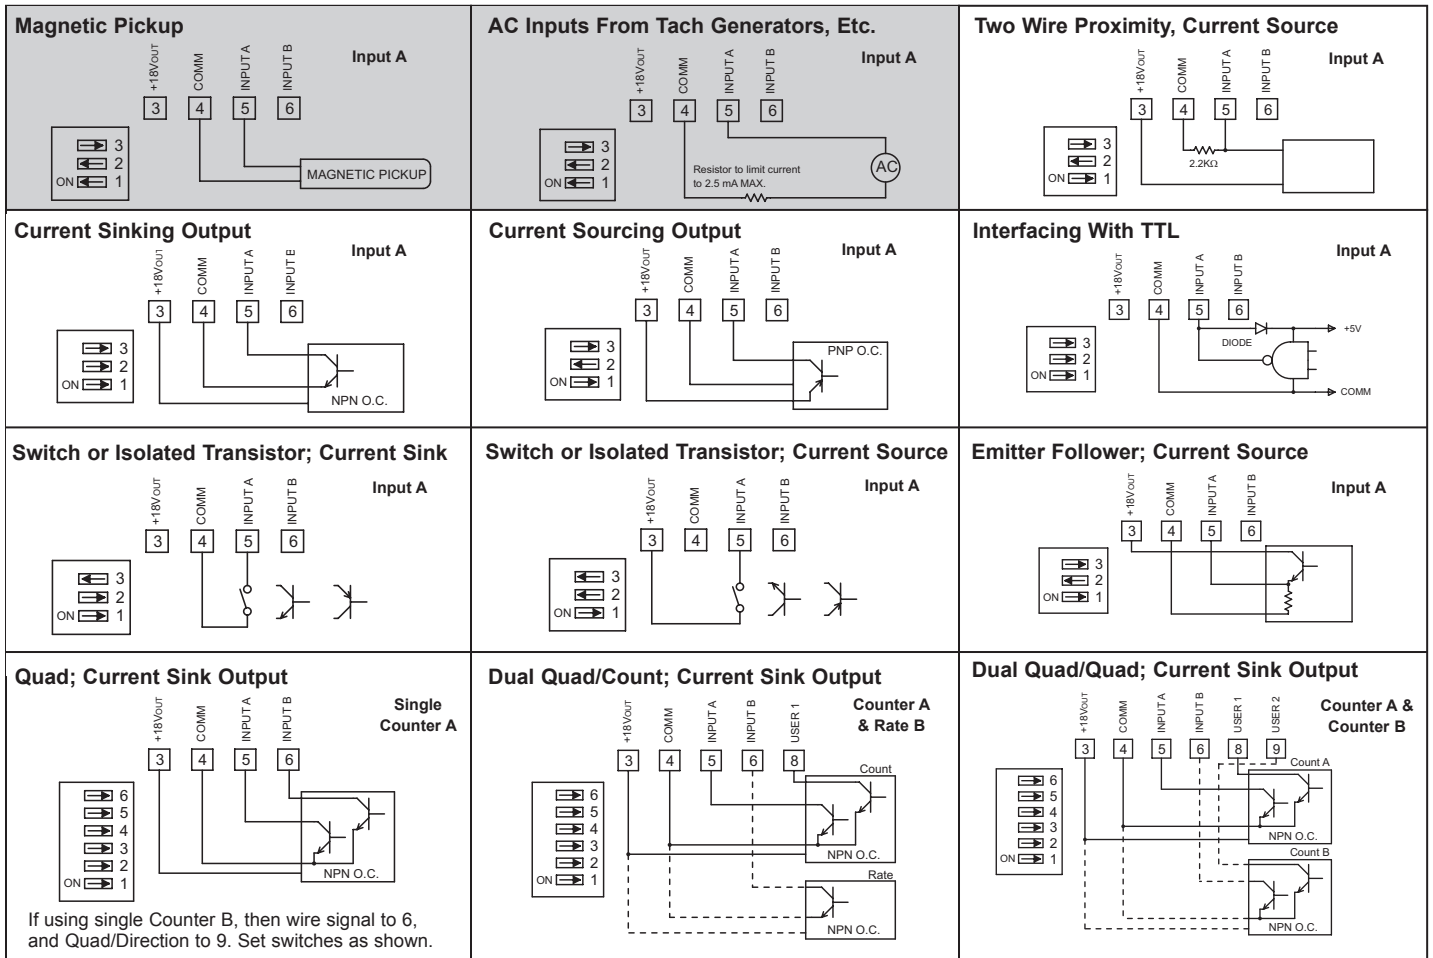 Magnetic Pickup
+18VOUT
COMM
INPUT A
INPUT B
Input A
3 4 5 6
3
2
ON 1
MAGNETIC PICKUP
AC Inputs From Tach Generators, Etc.
+18VOUT
COMM
INPUT A
INPUT B
Input A
3 4 5 6
3
2
ON 1
Resistor to limit current
to 2.5 mA MAX.
AC
Two Wire Proximity, Current Source
+18VOUT
COMM
INPUT A
INPUT B
Input A
3 4 5 6
3
2
ON 1
2.2KΩ
Current Sinking Output
+18VOUT
COMM
INPUT A
INPUT B
Input A
3 4 5 6
3
2
ON 1
NPN O.C.
Current Sourcing Output
+18VOUT
COMM
INPUT A
INPUT B
Input A
3 4 5 6
3
2
ON 1
PNP O.C.
Interfacing With TTL
+18VOUT
COMM
INPUT A
INPUT B
Input A
3 4 5 6
3
2
ON 1
DIODE
+5V
COMM
Switch or Isolated Transistor; Current Sink
+18VOUT
COMM
INPUT A
INPUT B
Input A
3 4 5 6
3
2
ON 1
Switch or Isolated Transistor; Current Source
+18VOUT
COMM
INPUT A
INPUT B
Input A
3 4 5 6
3
2
ON 1
Emitter Follower; Current Source
+18VOUT
COMM
INPUT A
INPUT B
Input A
3 4 5 6
3
2
ON 1
Quad; Current Sink Output
+18VOUT
COMM
INPUT A
INPUT B
Single
Counter A
3 4 5 6
6
5
4
3
2
ON 1
NPN O.C.
If using single Counter B, then wire signal to 6,
and Quad/Direction to 9. Set switches as shown.
Dual Quad/Count; Current Sink Output
+18VOUT
COMM
INPUT A
INPUT B
USER 1
Counter A
& Rate B
3 4 5 6 8
6
5
4
3
2
ON 1
Count
NPN O.C.
Rate
NPN O.C.
Dual Quad/Quad; Current Sink Output
+18VOUT
COMM
INPUT A
INPUT B
USER 1
USER 2
Counter A &
Counter B
3 4 5 6 8 9
6
5
4
3
2
ON 1
Count A
NPN O.C.
Count B
NPN O.C.